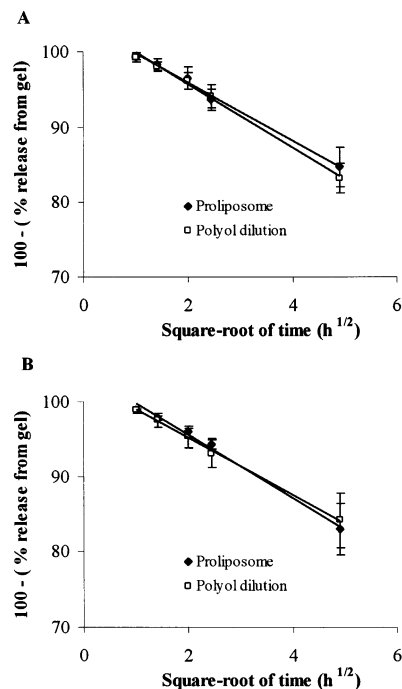 A
100 - ( % release from gel)
100
90
80
70
Proliposome
Polyol dilution
0
2
4
6
Square-root of time (h 1/2)
B
100 - ( % release from gel)
100
90
80
70
Proliposome
Polyol dilution
0
2
4
6
Square-root of time (h 1/2)